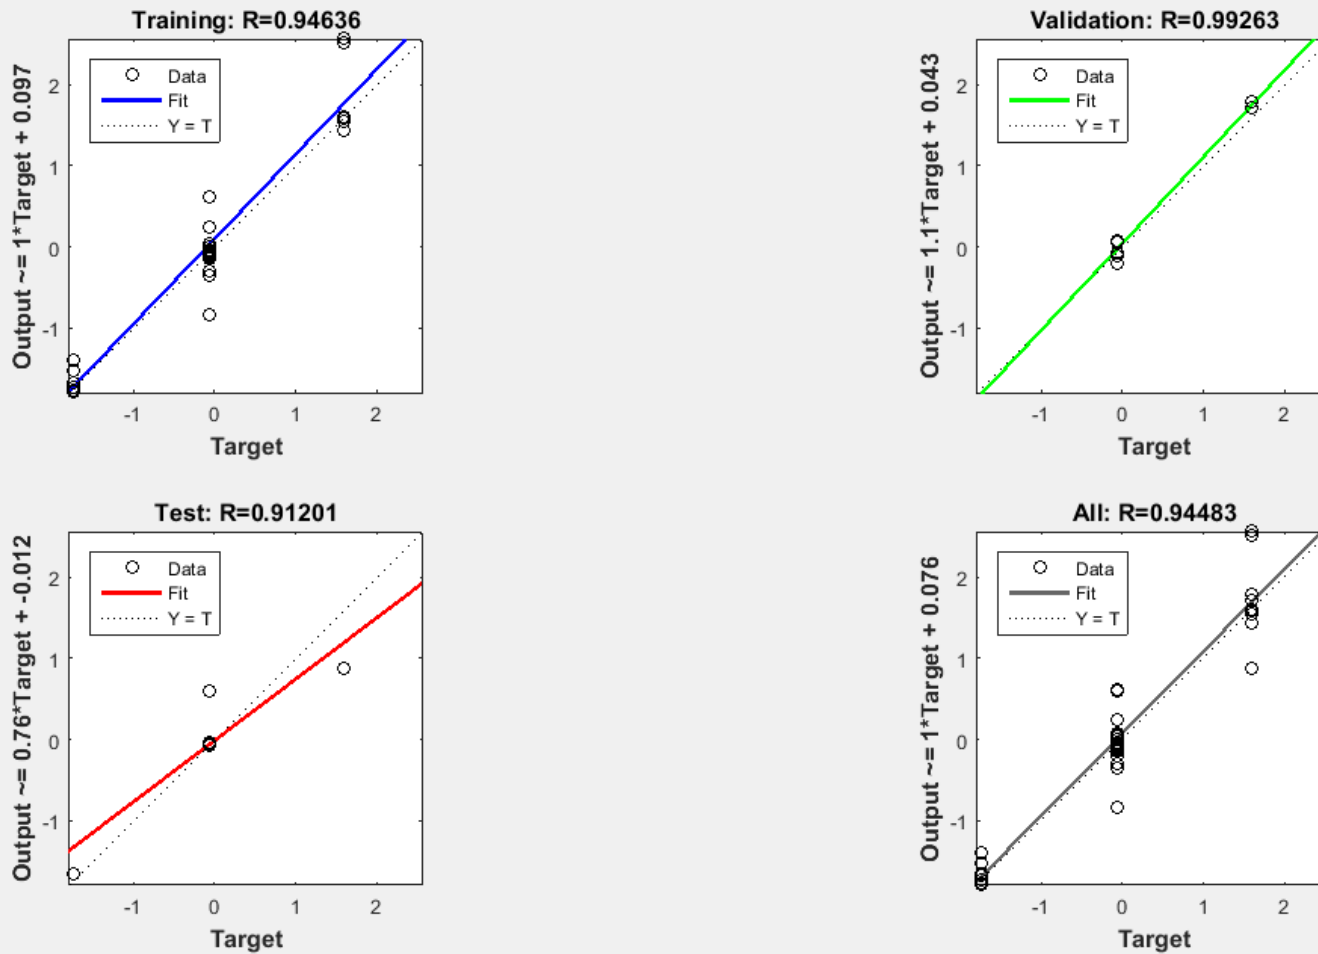 Training: R=0.94636
Output ~= 1*Target + 0.097
Data
Fit
Y = T
2
1
0
-1
-1 0 1 2
Target
Validation: R=0.99263
Output ~= 1.1*Target + 0.043
Data
Fit
Y = T
2
1
0
-1
-1 0 1 2
Target
Test: R=0.91201
Output ~= 0.76*Target + -0.012
Data
Fit
Y = T
2
1
0
-1
-1 0 1 2
Target
All: R=0.94483
Output ~= 1*Target + 0.076
Data
Fit
Y = T
2
1
0
-1
-1 0 1 2
Target